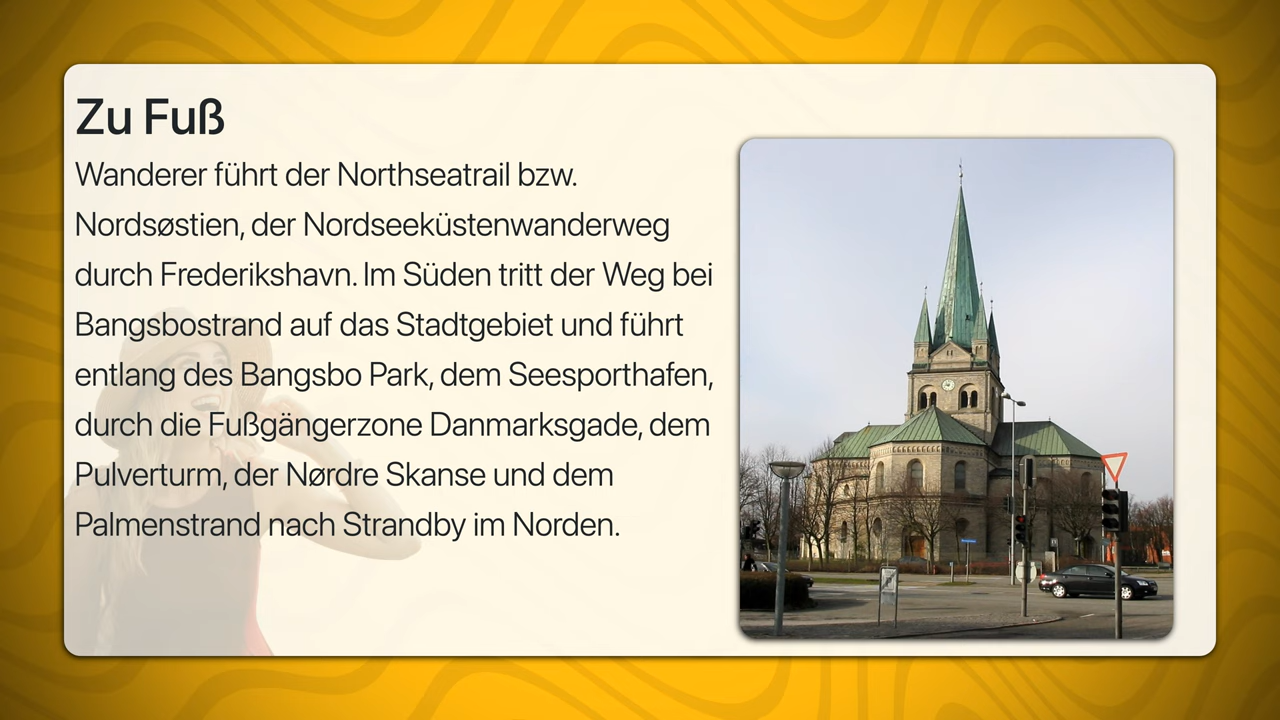 Zu Fuß
Wanderer führt der Northseatrail bzw.
Nordsøstien, der Nordseeküstenwanderweg
durch Frederikshavn. Im Süden tritt der Weg bei
Bangsbostrand auf das Stadtgebiet und führt
entlang des Bangsbo Park, dem Seesporthafen,
durch die Fußgängerzone Danmarksgade, dem
Pulverturm, der Nørdre Skanse und dem
Palmenstrand nach Strandby im Norden.